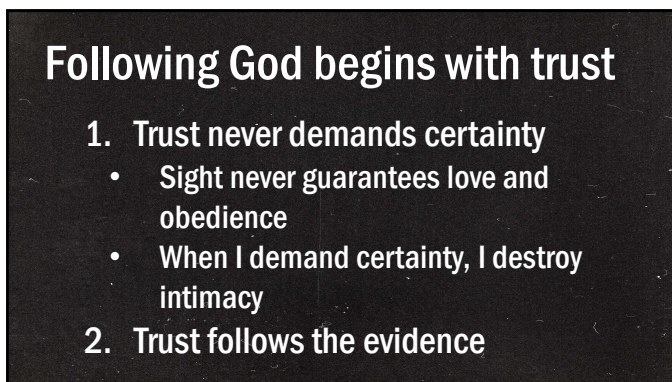 Following God begins with trust
1. Trust never demands certainty
• Sight never guarantees love and
obedience
• When I demand certainty, I destroy
intimacy
2. Trust follows the evidence